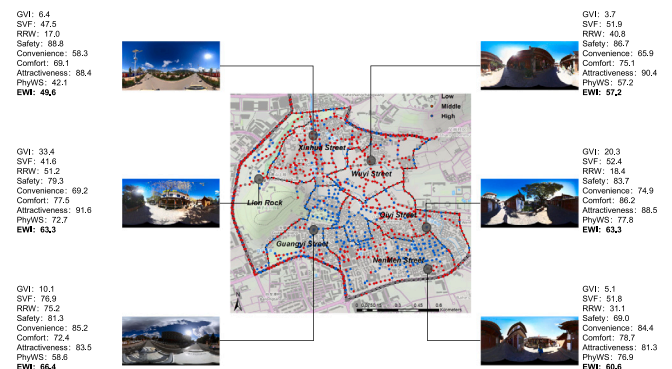 GVI: 6.4
SVF: 47.5
RRW: 17.0
Safety: 88.8
Convenience: 58.3
Comfort: 69.1
Attractiveness: 88.4
PhyWS: 42.1
EWI: 49.6
GVI: 3.7
SVF: 51.9
RRW: 40.8
Safety: 86.7
Convenience: 65.9
Comfort: 75.1
Attractiveness: 90.4
PhyWS: 57.2
EWI: 57.2
Low
Middle
High
Xinhua Street
Wuyi Street
Lion Rock
Qiyi Street
Guangyi Street
NanMen Street
GVI: 33.4
SVF: 41.6
RRW: 51.2
Safety: 79.3
Convenience: 69.2
Comfort: 77.5
Attractiveness: 91.6
PhyWS: 72.7
EWI: 63.3
GVI: 20.3
SVF: 52.4
RRW: 18.4
Safety: 83.7
Convenience: 74.9
Comfort: 86.2
Attractiveness: 88.5
PhyWS: 77.8
EWI: 63.3
GVI: 10.1
SVF: 76.9
RRW: 75.2
Safety: 81.3
Convenience: 85.2
Comfort: 72.4
Attractiveness: 83.5
PhyWS: 58.6
EWI: 66.4
GVI: 5.1
SVF: 51.8
RRW: 31.1
Safety: 69.0
Convenience: 84.4
Comfort: 78.7
Attractiveness: 81.3
PhyWS: 76.9
EWI: 60.6